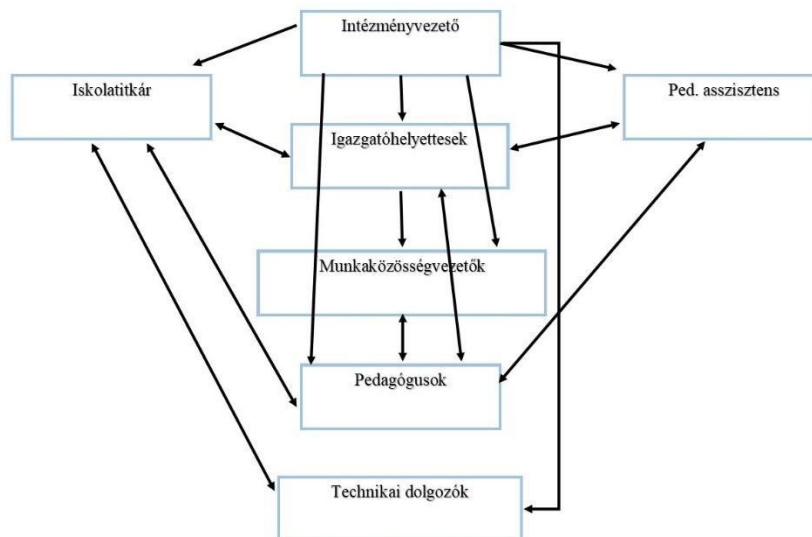 Intézményvezető
Iskolatitkár
Ped. asszisztens
Igazgatóhelyettesek
Munkaközösségvezetők
Pedagógusok
Technikai dolgozók